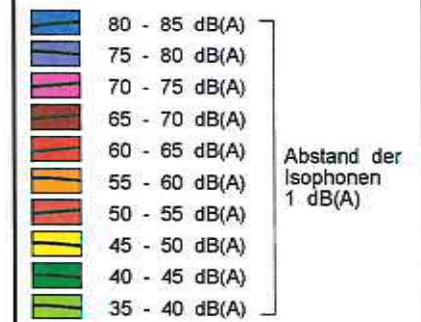 80 - 85 dB(A)
75 - 80 dB(A)
70 - 75 dB(A)
65 - 70 dB(A)
60 - 65 dB(A)
55 - 60 dB(A)
50 - 55 dB(A)
45 - 50 dB(A)
40 - 45 dB(A)
35 - 40 dB(A)
Abstand der
Isophonen
1 dB(A)